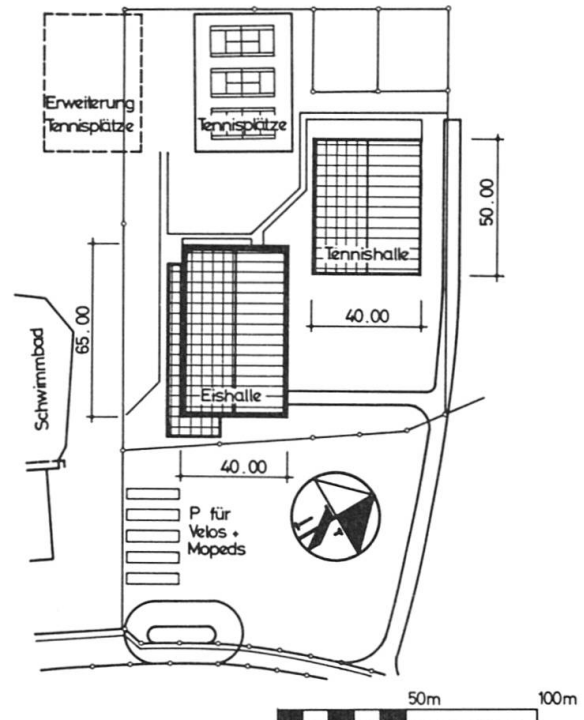 Erweiterung
Tennisplätze
Tennisplätze
50.00
Tennishalle
40.00
65.00
Schwimmbad
Eishalle
40.00
P für
Velos +
Mopeds
50m
100m